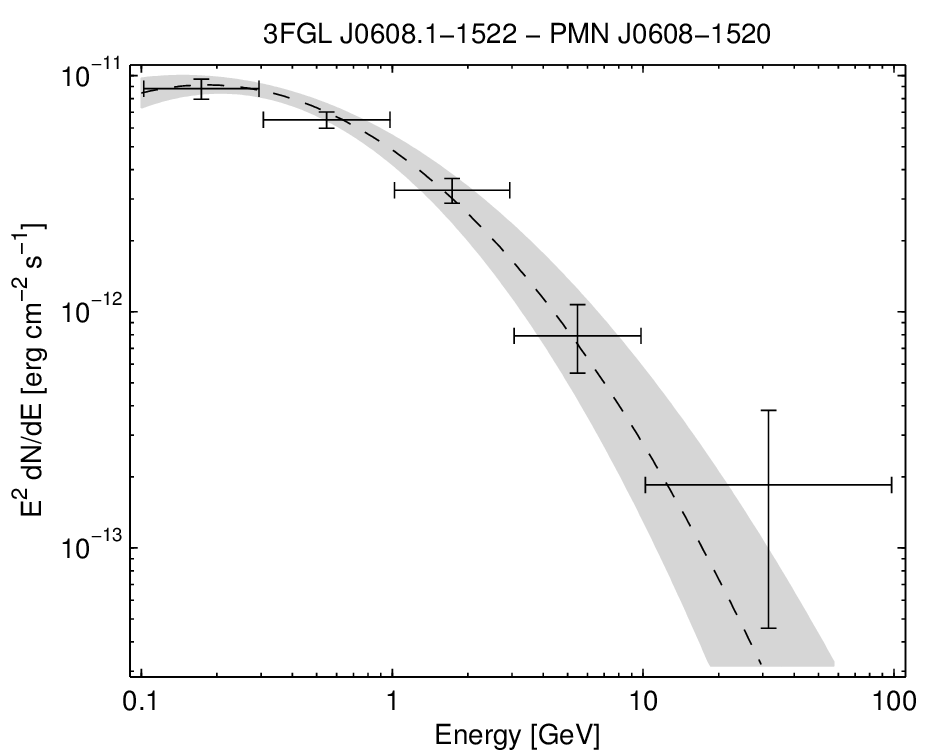 3FGL J0608.1−1522 − PMN J0608−1520
E² dN/dE [erg cm⁻² s⁻¹]
10⁻¹¹
10⁻¹²
10⁻¹³
0.1 1 10 100
Energy [GeV]